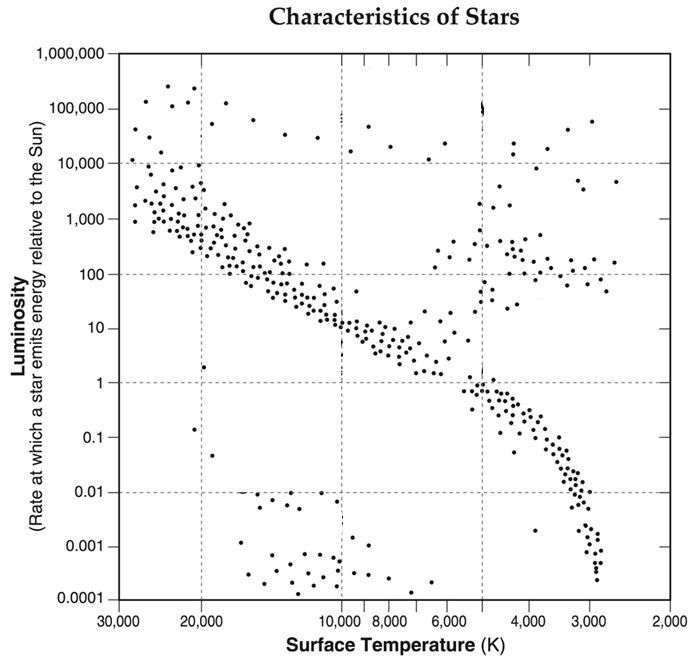 Characteristics of Stars
Luminosity
(Rate at which a star emits energy relative to the Sun)
1,000,000
100,000
10,000
1,000
100
10
1
0.1
0.01
0.001
0.0001
30,000 20,000 10,000 8,000 6,000 4,000 3,000 2,000
Surface Temperature (K)